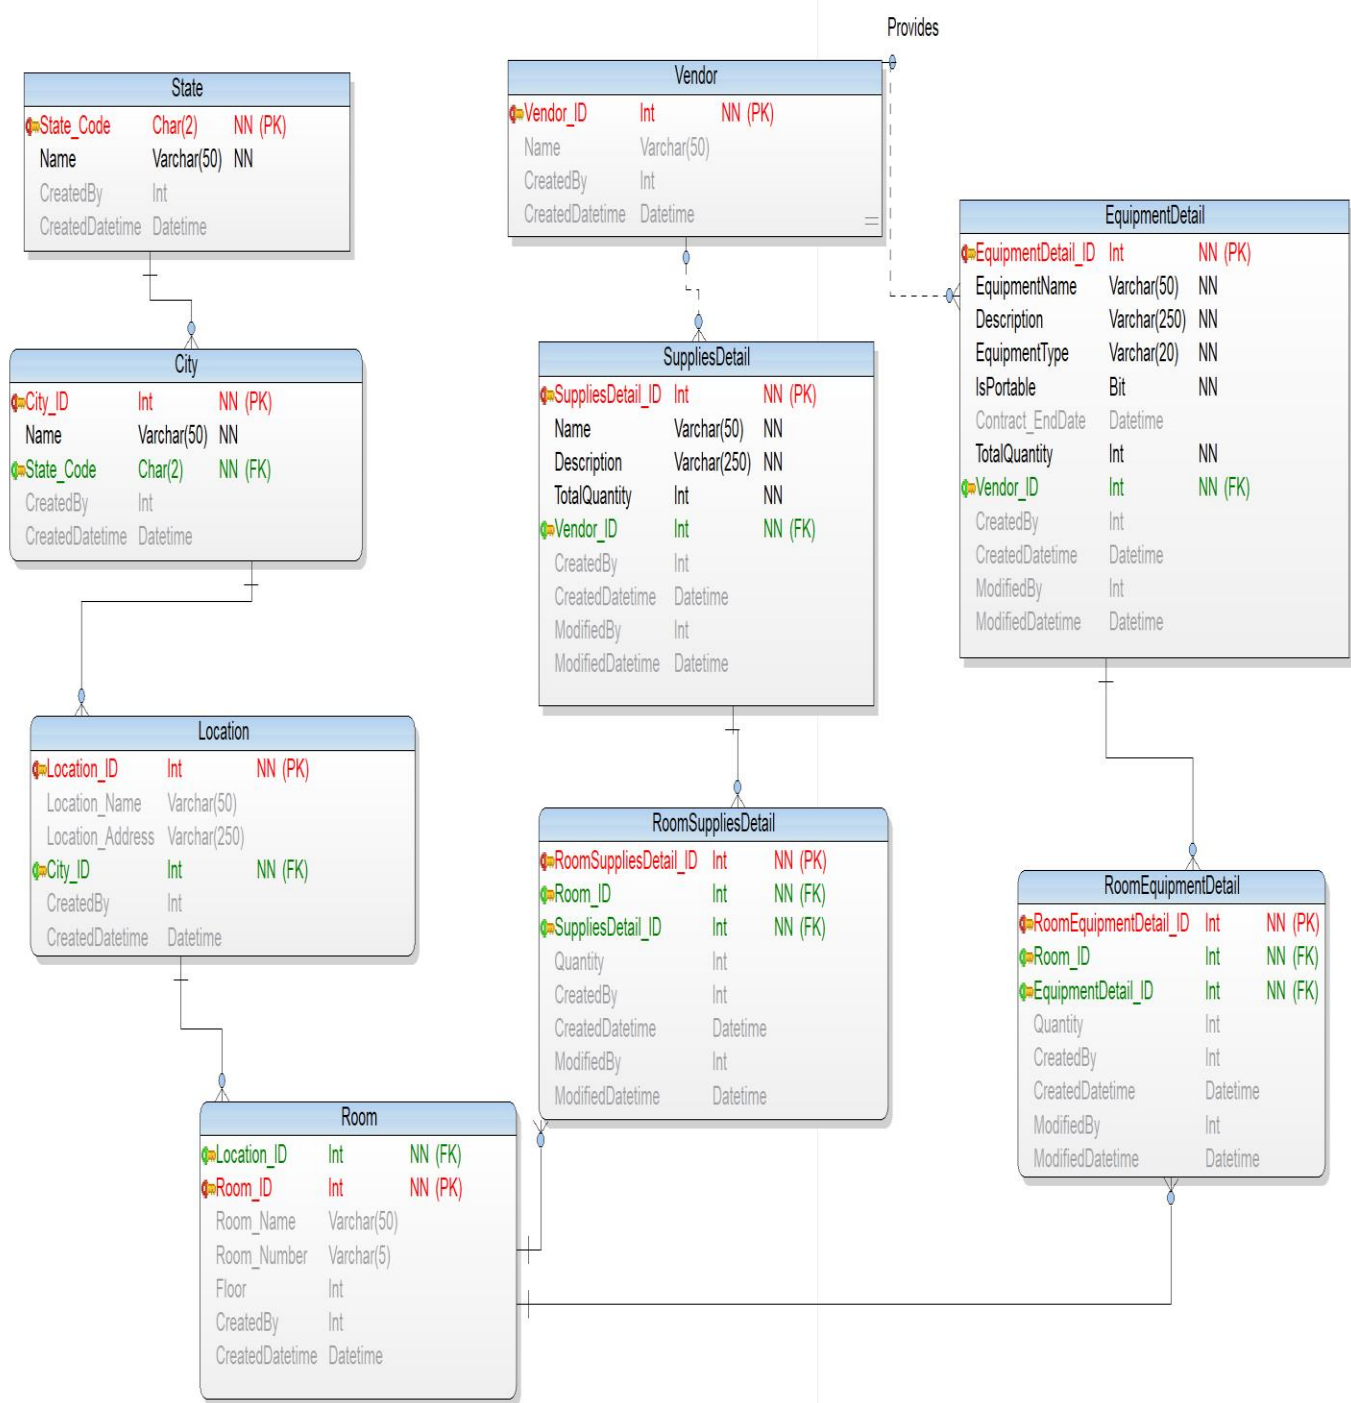 Provides
State
State_Code Char(2) NN (PK)
Name Varchar(50) NN
CreatedBy Int
CreatedDatetime Datetime
Vendor
Vendor_ID Int NN (PK)
Name Varchar(50)
CreatedBy Int
CreatedDatetime Datetime
EquipmentDetail
EquipmentDetail_ID Int NN (PK)
EquipmentName Varchar(50) NN
Description Varchar(250) NN
EquipmentType Varchar(20) NN
IsPortable Bit NN
Contract_EndDate Datetime
TotalQuantity Int NN
Vendor_ID Int NN (FK)
CreatedBy Int
CreatedDatetime Datetime
ModifiedBy Int
ModifiedDatetime Datetime
City
City_ID Int NN (PK)
Name Varchar(50) NN
State_Code Char(2) NN (FK)
CreatedBy Int
CreatedDatetime Datetime
SuppliesDetail
SuppliesDetail_ID Int NN (PK)
Name Varchar(50) NN
Description Varchar(250) NN
TotalQuantity Int NN
Vendor_ID Int NN (FK)
CreatedBy Int
CreatedDatetime Datetime
ModifiedBy Int
ModifiedDatetime Datetime
Location
Location_ID Int NN (PK)
Location_Name Varchar(50)
Location_Address Varchar(250)
City_ID Int NN (FK)
CreatedBy Int
CreatedDatetime Datetime
RoomSuppliesDetail
RoomSuppliesDetail_ID Int NN (PK)
Room_ID Int NN (FK)
SuppliesDetail_ID Int NN (FK)
Quantity Int
CreatedBy Int
CreatedDatetime Datetime
ModifiedBy Int
ModifiedDatetime Datetime
RoomEquipmentDetail
RoomEquipmentDetail_ID Int NN (PK)
Room_ID Int NN (FK)
EquipmentDetail_ID Int NN (FK)
Quantity Int
CreatedBy Int
CreatedDatetime Datetime
ModifiedBy Int
ModifiedDatetime Datetime
Room
Location_ID Int NN (FK)
Room_ID Int NN (PK)
Room_Name Varchar(50)
Room_Number Varchar(5)
Floor Int
CreatedBy Int
CreatedDatetime Datetime